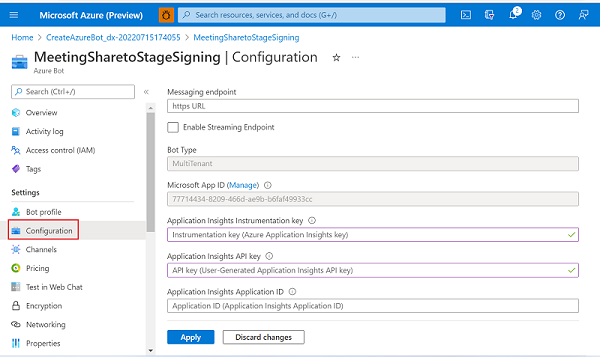 Microsoft Azure (Preview)
Search resources, services, and docs (G+/)
2
Home > CreateAzureBot_dx-20220715174055 > MeetingSharetoStageSigning
MeetingSharetoStageSigning | Configuration
Azure Bot
Search (Ctrl+/)
Overview
Activity log
Access control (IAM)
Tags
Settings
Bot profile
Configuration
Channels
Pricing
Test in Web Chat
Encryption
Networking
Properties
Messaging endpoint
https URL
Enable Streaming Endpoint
Bot Type
MultiTenant
Microsoft App ID (Manage)
77714434-8209-466d-ae9b-b6faf49933cc
Application Insights Instrumentation key
Instrumentation key (Azure Application Insights key)
Application Insights API key
API key (User-Generated Application Insights API key)
Application Insights Application ID
Application ID (Application Insights Application ID)
Apply
Discard changes